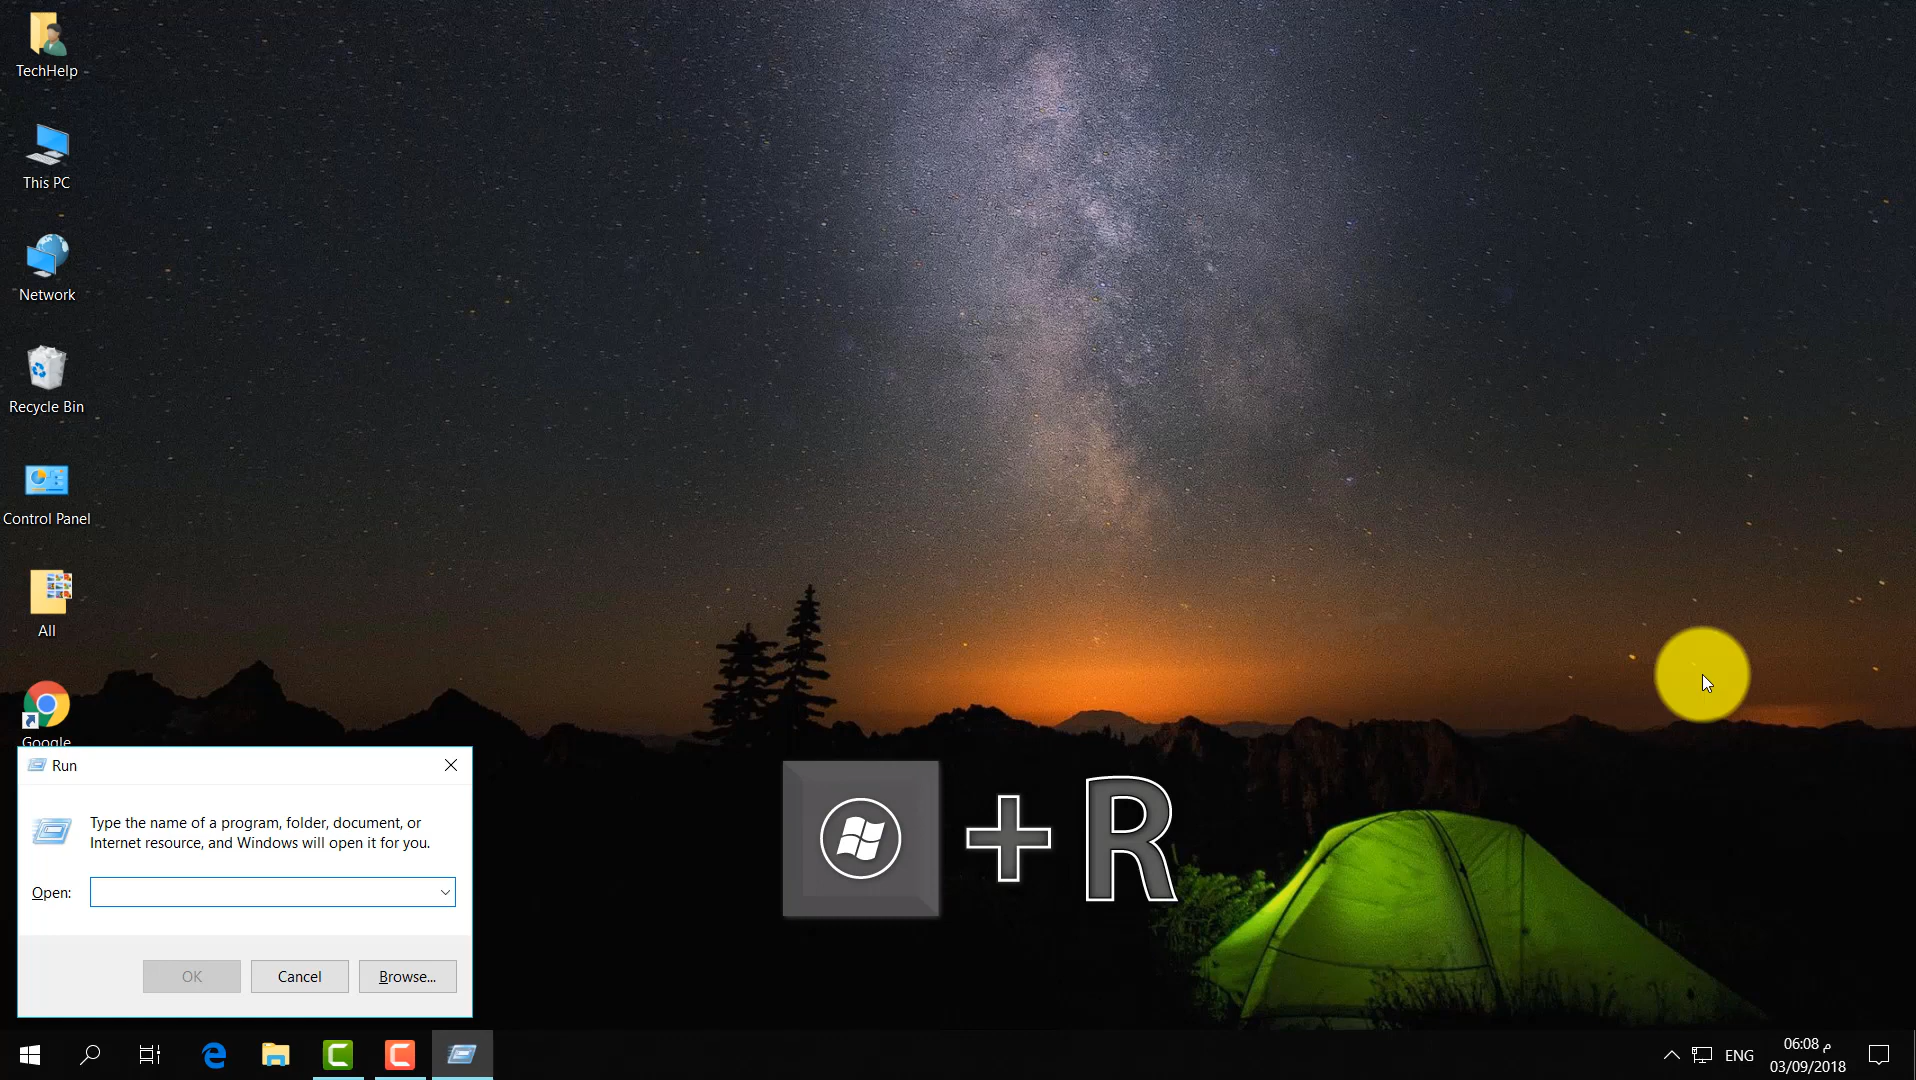 TechHelp
This PC
Network
Recycle Bin
Control Panel
All
Google
Run
Type the name of a program, folder, document, or
Internet resource, and Windows will open it for you.
Open:
OK
Cancel
Browse...
+ R
ENG
06:08 م
03/09/2018